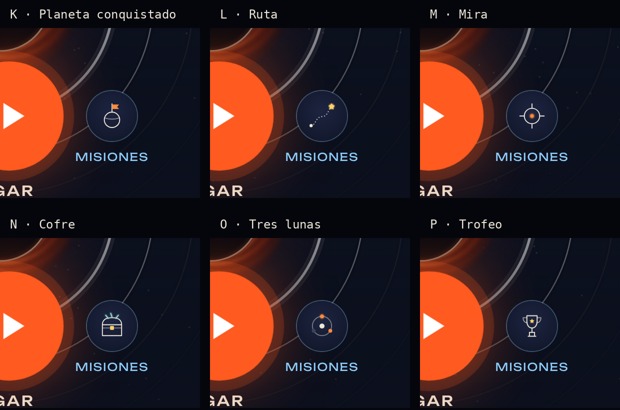 K · Planeta conquistado
L · Ruta
M · Mira
MISIONES
MISIONES
MISIONES
GAR
GAR
GAR
N · Cofre
O · Tres lunas
P · Trofeo
MISIONES
MISIONES
MISIONES
GAR
GAR
GAR